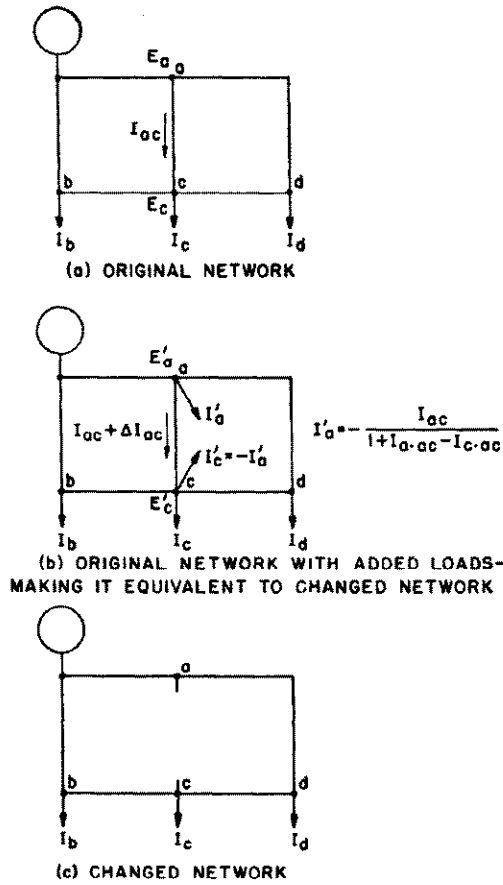 E_a a
I_ac
b c d
E_c
I_b I_c I_d
(a) ORIGINAL NETWORK
E'_a a
I'_a
I_ac + ΔI_ac
I'_c = -I'_a
I'_a = - I_ac / (1 + I_a·ac - I_c·ac)
b c d
E'_c
I_b I_c I_d
(b) ORIGINAL NETWORK WITH ADDED LOADS-
MAKING IT EQUIVALENT TO CHANGED NETWORK
a
b c d
I_b I_c I_d
(c) CHANGED NETWORK